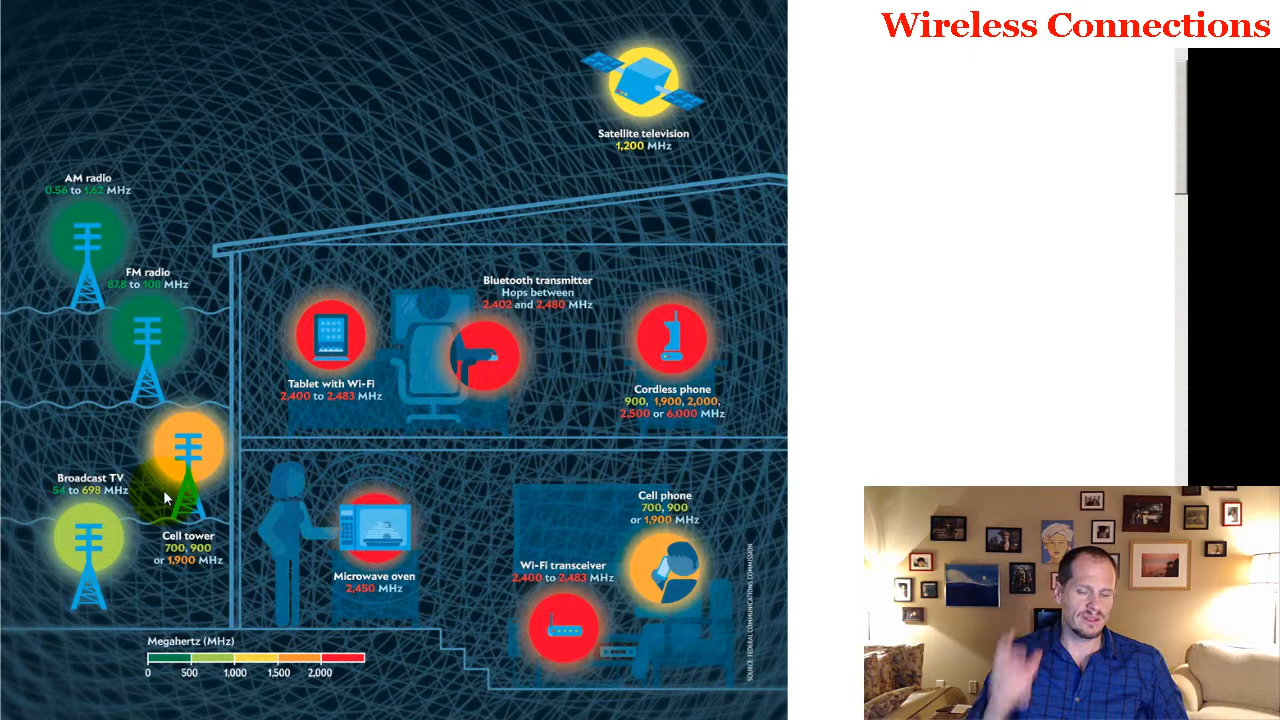 Wireless Connections
Satellite television
1,200 MHz
AM radio
0.56 to 1.62 MHz
FM radio
87.8 to 108 MHz
Bluetooth transmitter
Hops between
2,402 and 2,480 MHz
Tablet with Wi-Fi
2,400 to 2,483 MHz
Cordless phone
900, 1,900, 2,000,
2,500 or 6,000 MHz
Broadcast TV
54 to 698 MHz
Cell tower
700, 900
or 1,900 MHz
Cell phone
700, 900
or 1,900 MHz
Microwave oven
2,450 MHz
Wi-Fi transceiver
2,400 to 2,483 MHz
Megahertz (MHz)
0 500 1,000 1,500 2,000
SOURCE: FEDERAL COMMUNICATIONS COMMISSION